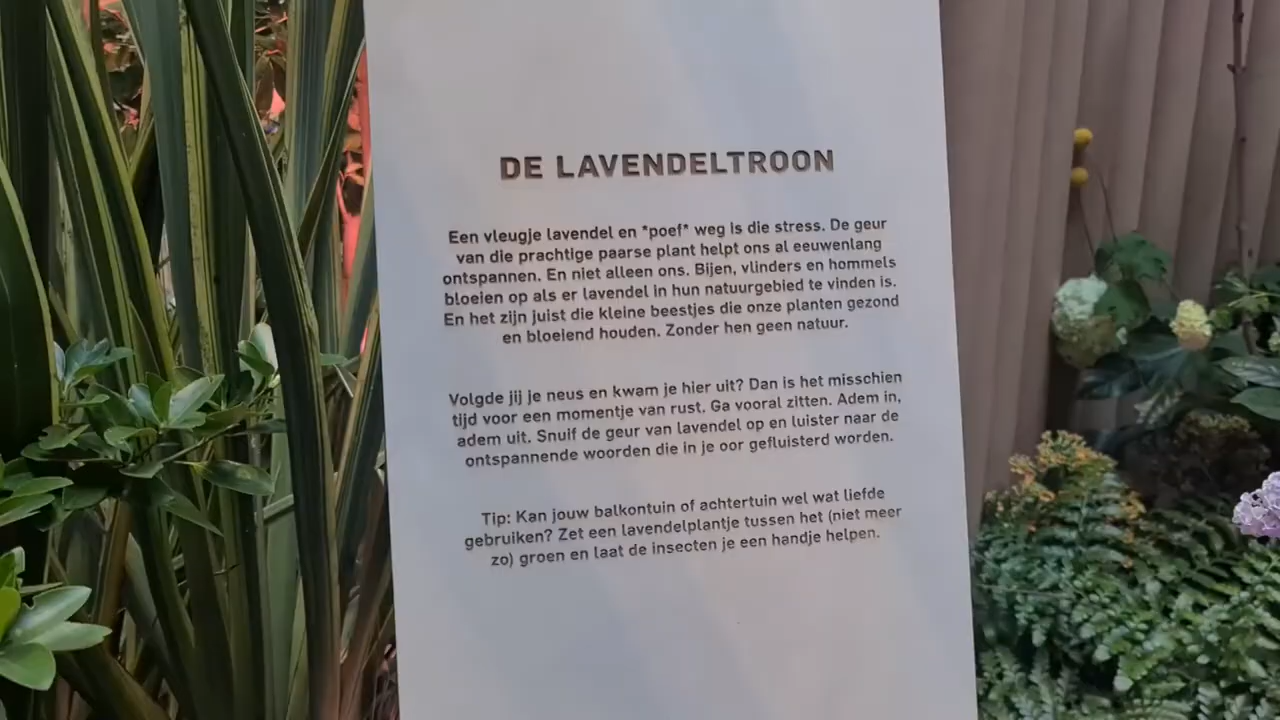 DE LAVENDELTROON
Een vleugje lavendel en *poef* weg is die stress. De geur
van die prachtige paarse plant helpt ons al eeuwenlang
ontspannen. En niet alleen ons. Bijen, vlinders en hommels
bloeien op als er lavendel in hun natuurgebied te vinden is.
En het zijn juist die kleine beestjes die onze planten gezond
en bloeiend houden. Zonder hen geen natuur.
Volgde jij je neus en kwam je hier uit? Dan is het misschien
tijd voor een momentje van rust. Ga vooral zitten. Adem in,
adem uit. Snuif de geur van lavendel op en luister naar de
ontspannende woorden die in je oor gefluisterd worden.
Tip: Kan jouw balkontuin of achtertuin wel wat liefde
gebruiken? Zet een lavendelplantje tussen het (niet meer
zo) groen en laat de insecten je een handje helpen.